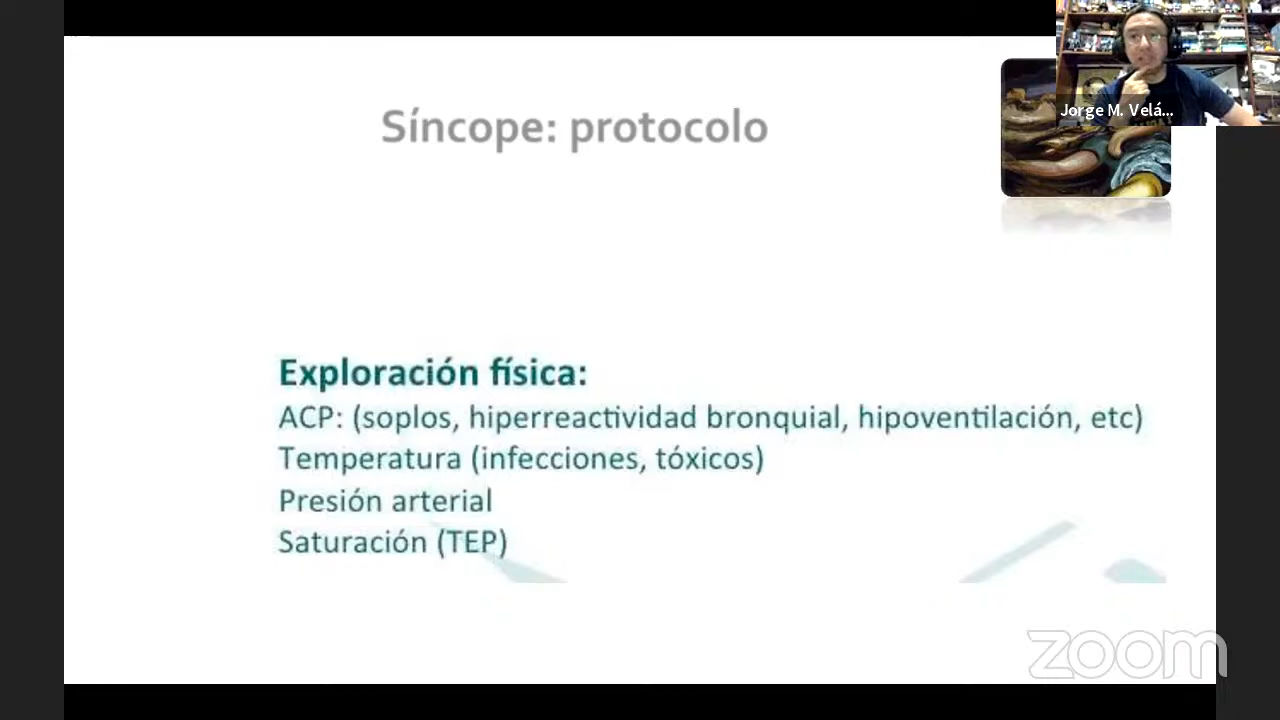 Síncope: protocolo
Jorge M. Velá...
Exploración física:
ACP: (soplos, hiperreactividad bronquial, hipoventilación, etc)
Temperatura (infecciones, tóxicos)
Presión arterial
Saturación (TEP)
zoom